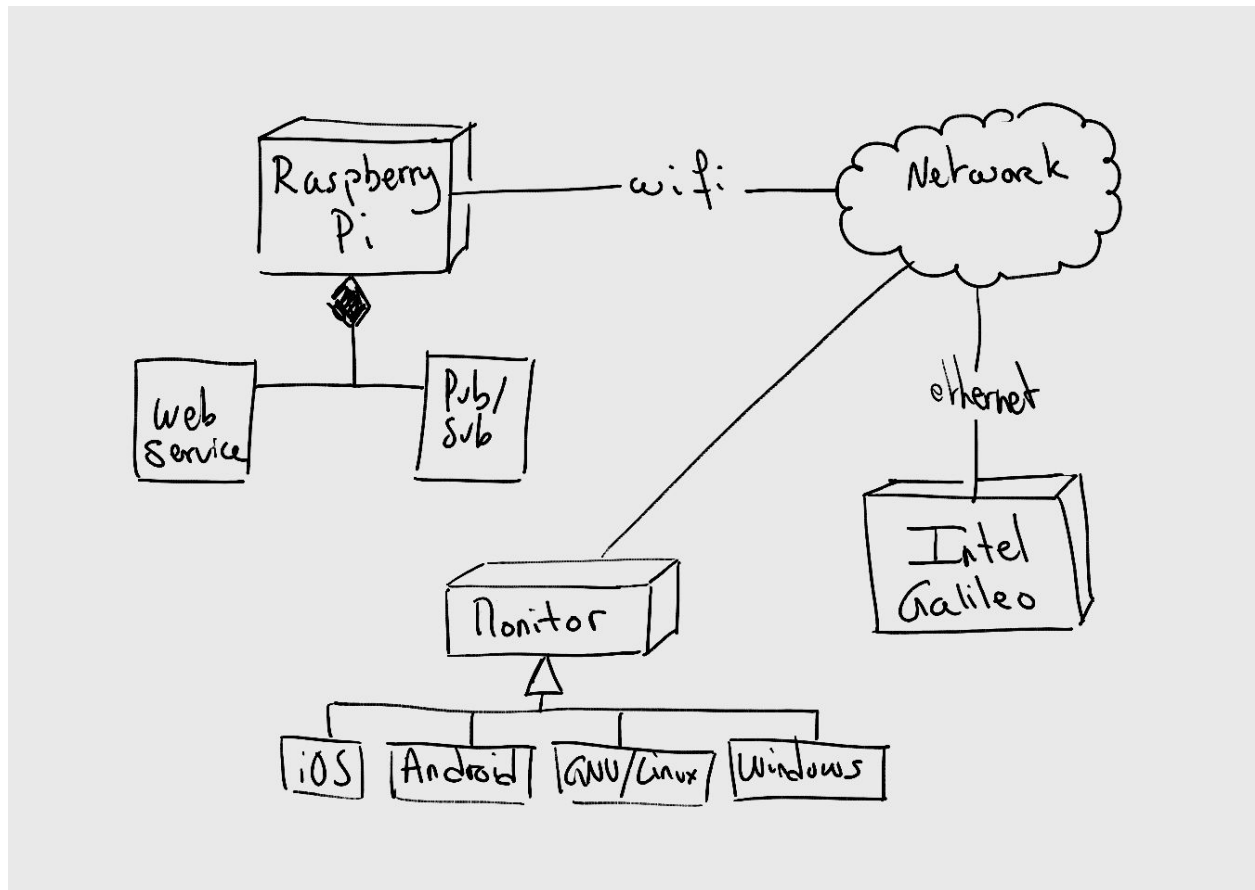 Raspberry
Pi
wifi
Network
Web
Service
Pub/
Sub
ethernet
Intel
Galileo
Monitor
iOS
Android
GNU/Linux
Windows